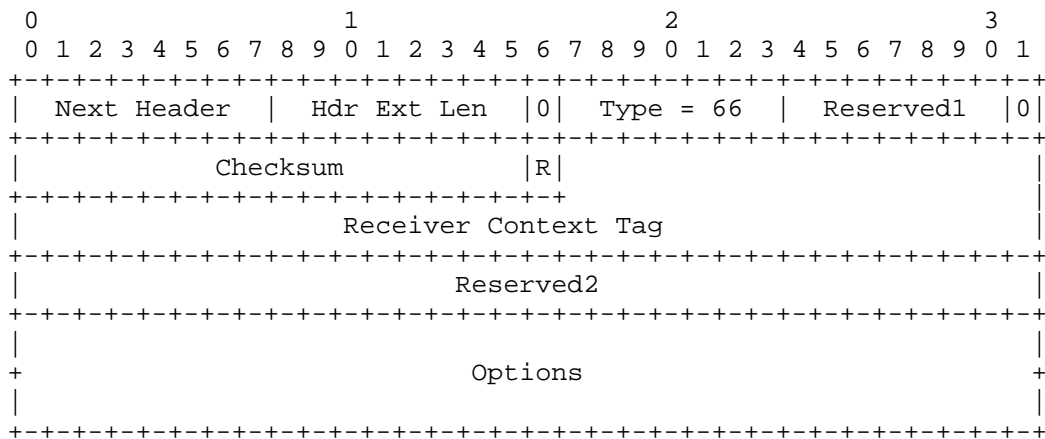 0                   1                   2                   3
 0 1 2 3 4 5 6 7 8 9 0 1 2 3 4 5 6 7 8 9 0 1 2 3 4 5 6 7 8 9 0 1
+-+-+-+-+-+-+-+-+-+-+-+-+-+-+-+-+-+-+-+-+-+-+-+-+-+-+-+-+-+-+-+-+
|  Next Header  |  Hdr Ext Len  |0|  Type = 66  |  Reserved1  |0|
+-+-+-+-+-+-+-+-+-+-+-+-+-+-+-+-+-+-+-+-+-+-+-+-+-+-+-+-+-+-+-+-+
|            Checksum           |R|                             |
+-+-+-+-+-+-+-+-+-+-+-+-+-+-+-+-+-+                             |
|                    Receiver Context Tag                       |
+-+-+-+-+-+-+-+-+-+-+-+-+-+-+-+-+-+-+-+-+-+-+-+-+-+-+-+-+-+-+-+-+
|                           Reserved2                           |
+-+-+-+-+-+-+-+-+-+-+-+-+-+-+-+-+-+-+-+-+-+-+-+-+-+-+-+-+-+-+-+-+
|                                                               |
+                            Options                            +
|                                                               |
+-+-+-+-+-+-+-+-+-+-+-+-+-+-+-+-+-+-+-+-+-+-+-+-+-+-+-+-+-+-+-+-+